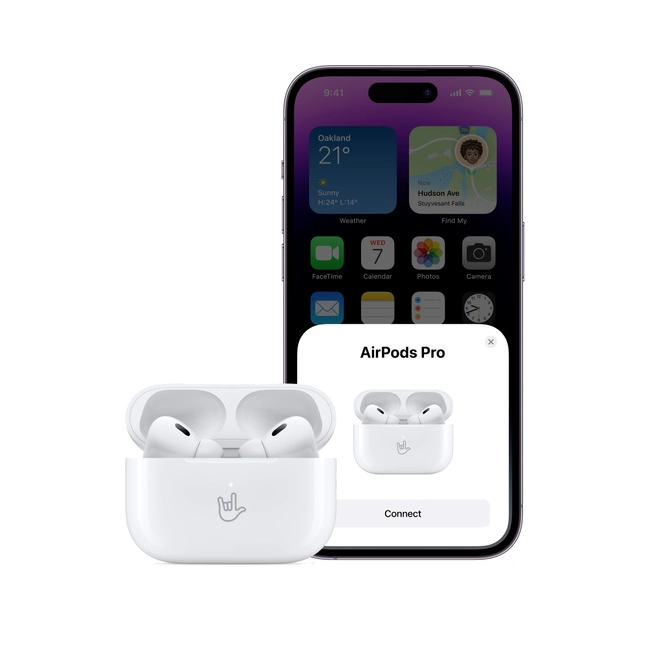 9:41
Oakland
21°
Sunny
H:24° L:14°
Weather
Now
Hudson Ave
Stuyvesant Falls
Find My
FaceTime
WED
7
Calendar
Photos
Camera
AirPods Pro
Connect